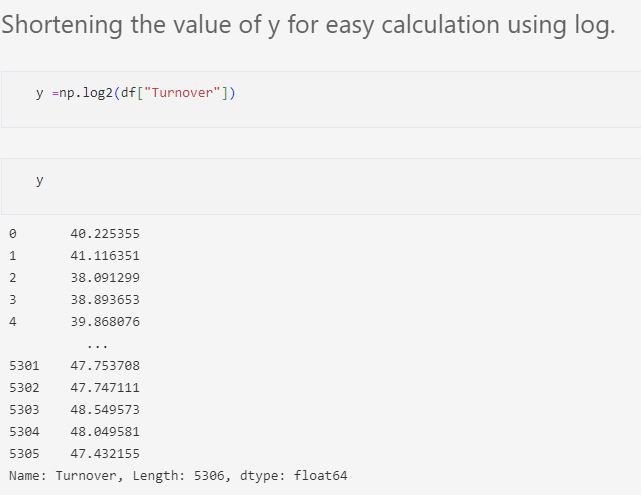 Shortening the value of y for easy calculation using log.
y =np.log2(df["Turnover"])
y
0 40.225355
1 41.116351
2 38.091299
3 38.893653
4 39.868076
...
5301 47.753708
5302 47.747111
5303 48.549573
5304 48.049581
5305 47.432155
Name: Turnover, Length: 5306, dtype: float64